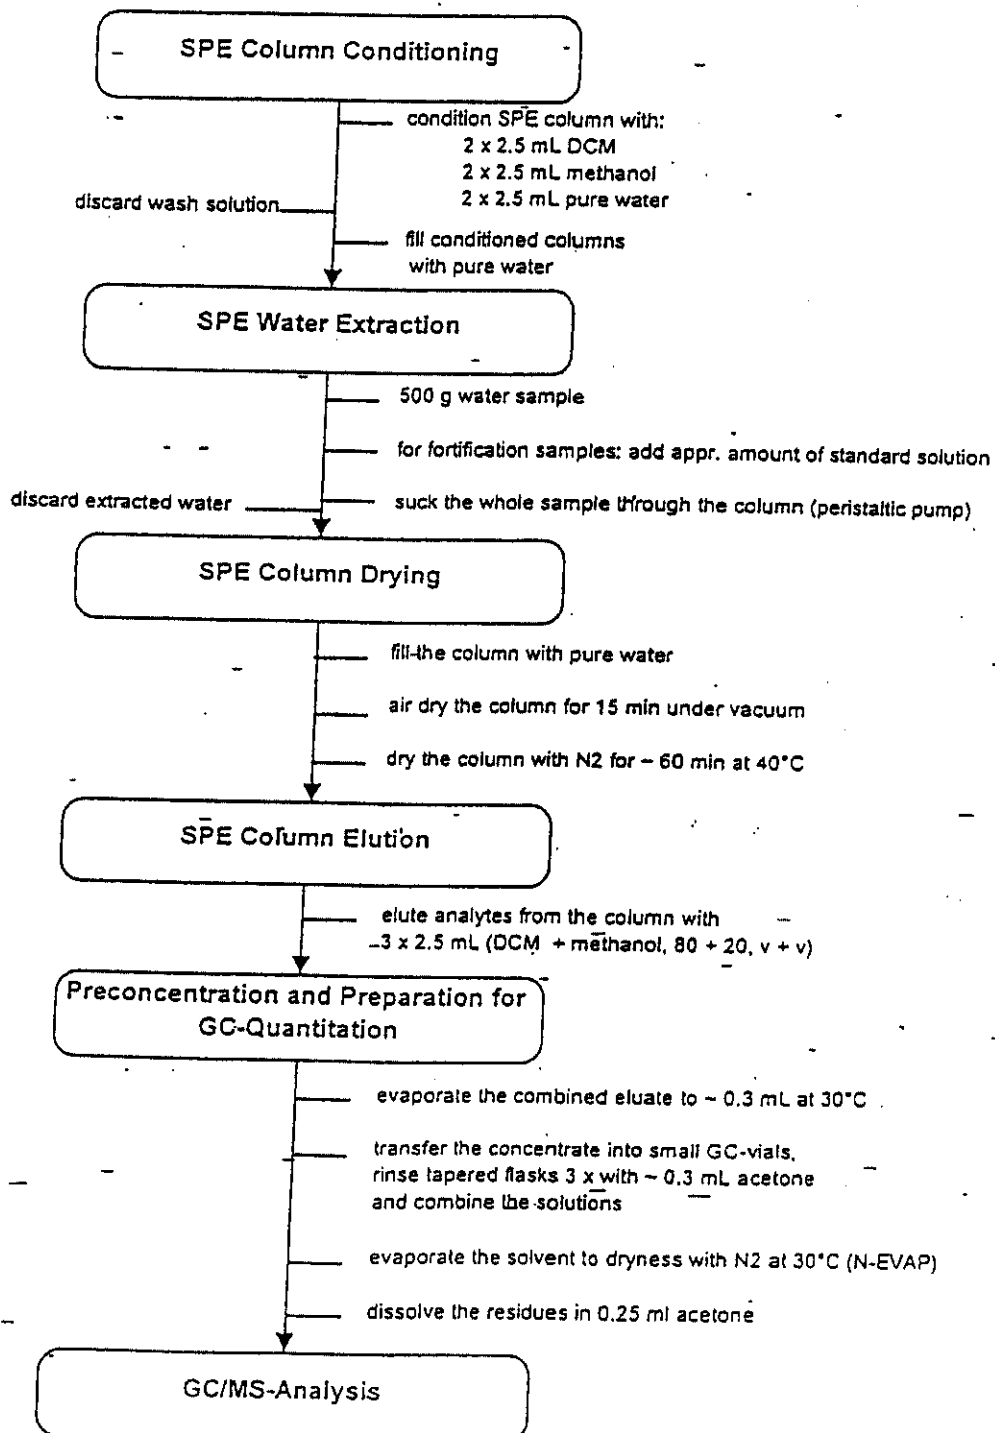 SPE Column Conditioning
condition SPE column with:
2 x 2.5 mL DCM
2 x 2.5 mL methanol
2 x 2.5 mL pure water
discard wash solution
fill conditioned columns
with pure water
SPE Water Extraction
500 g water sample
for fortification samples: add appr. amount of standard solution
discard extracted water
suck the whole sample through the column (peristaltic pump)
SPE Column Drying
fill the column with pure water
air dry the column for 15 min under vacuum
dry the column with N2 for ~ 60 min at 40°C
SPE Column Elution
elute analytes from the column with
3 x 2.5 mL (DCM + methanol, 80 + 20, v + v)
Preconcentration and Preparation for
GC-Quantitation
evaporate the combined eluate to ~ 0.3 mL at 30°C
transfer the concentrate into small GC-vials,
rinse tapered flasks 3 x with ~ 0.3 mL acetone
and combine the solutions
evaporate the solvent to dryness with N2 at 30°C (N-EVAP)
dissolve the residues in 0.25 ml acetone
GC/MS-Analysis